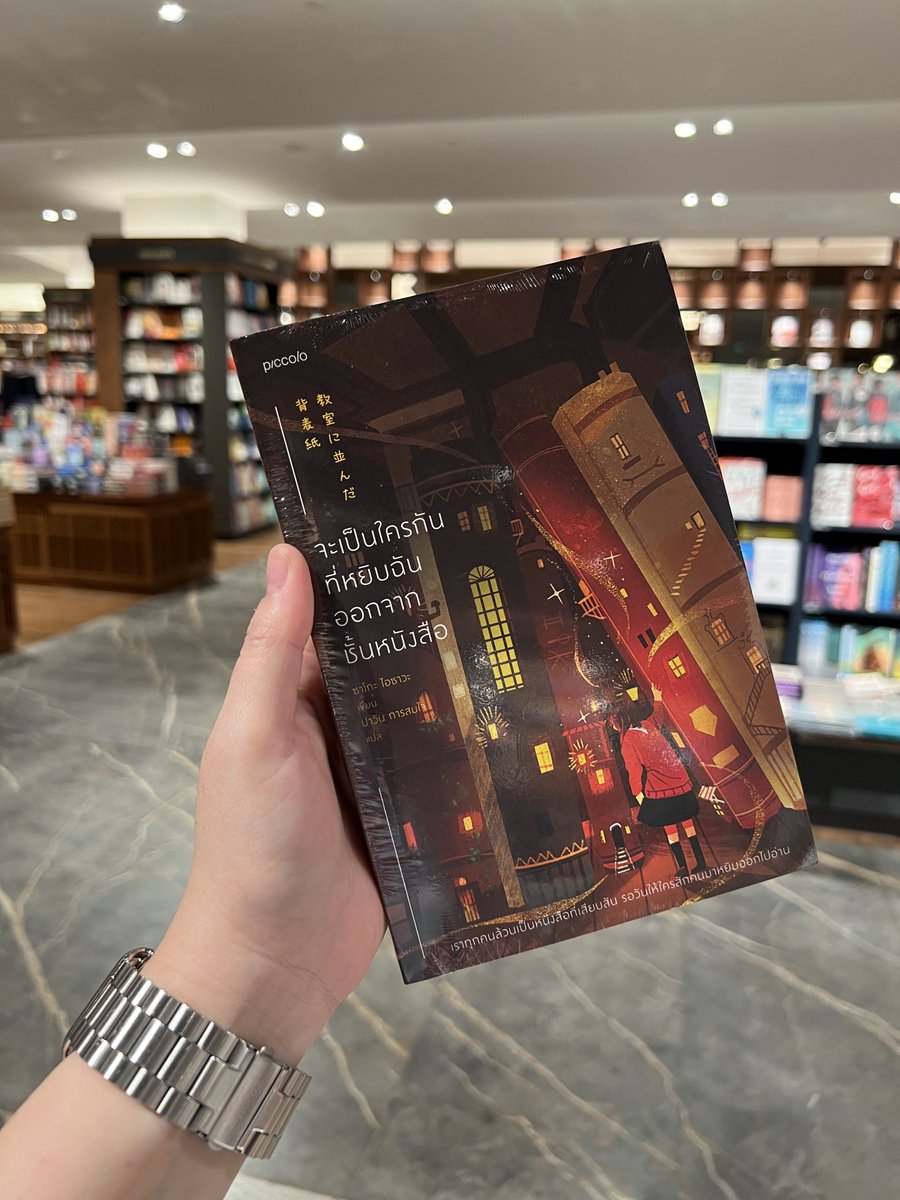 piccolo
教室に並んだ
背表紙
จะเป็นใครกัน
ที่หยิบฉัน
ออกจาก
ชั้นหนังสือ
ซาโกะ ไอซาวะ
เขียน
ปาวัน การสมใจ
แปล
เราทุกคนล้วนเป็นหนังสือที่เสียบสัน รอวันให้ใครสักคนมาหยิบออกไปอ่าน